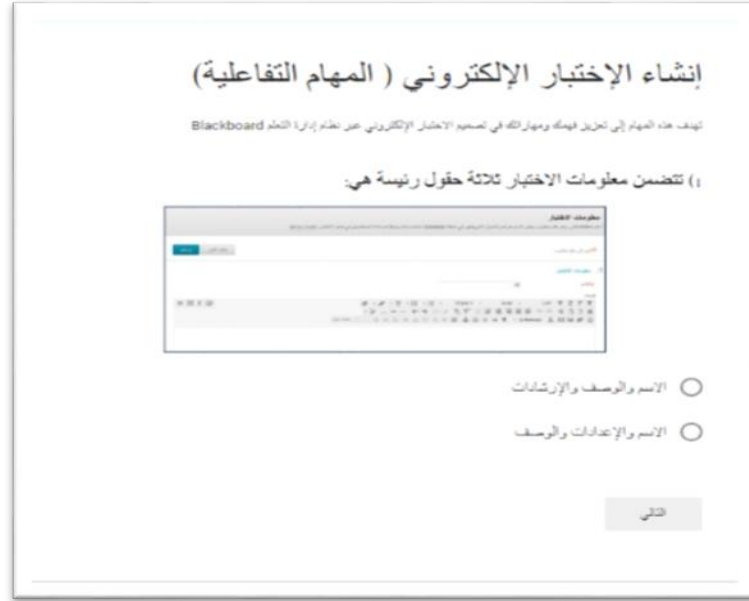 إنشاء الإختبار الإلكتروني ( المهام التفاعلية)
تهدف هذه المهام إلى تعزيز فهمك ومهاراتك في تصميم الاختبار الإلكتروني عبر نظام إدارة التعلم Blackboard
1) تتضمن معلومات الاختبار ثلاثة حقول رئيسة هي:
معلومات الاختبار
الاسم والوصف والإرشادات
الاسم والإعدادات والوصف
التالي